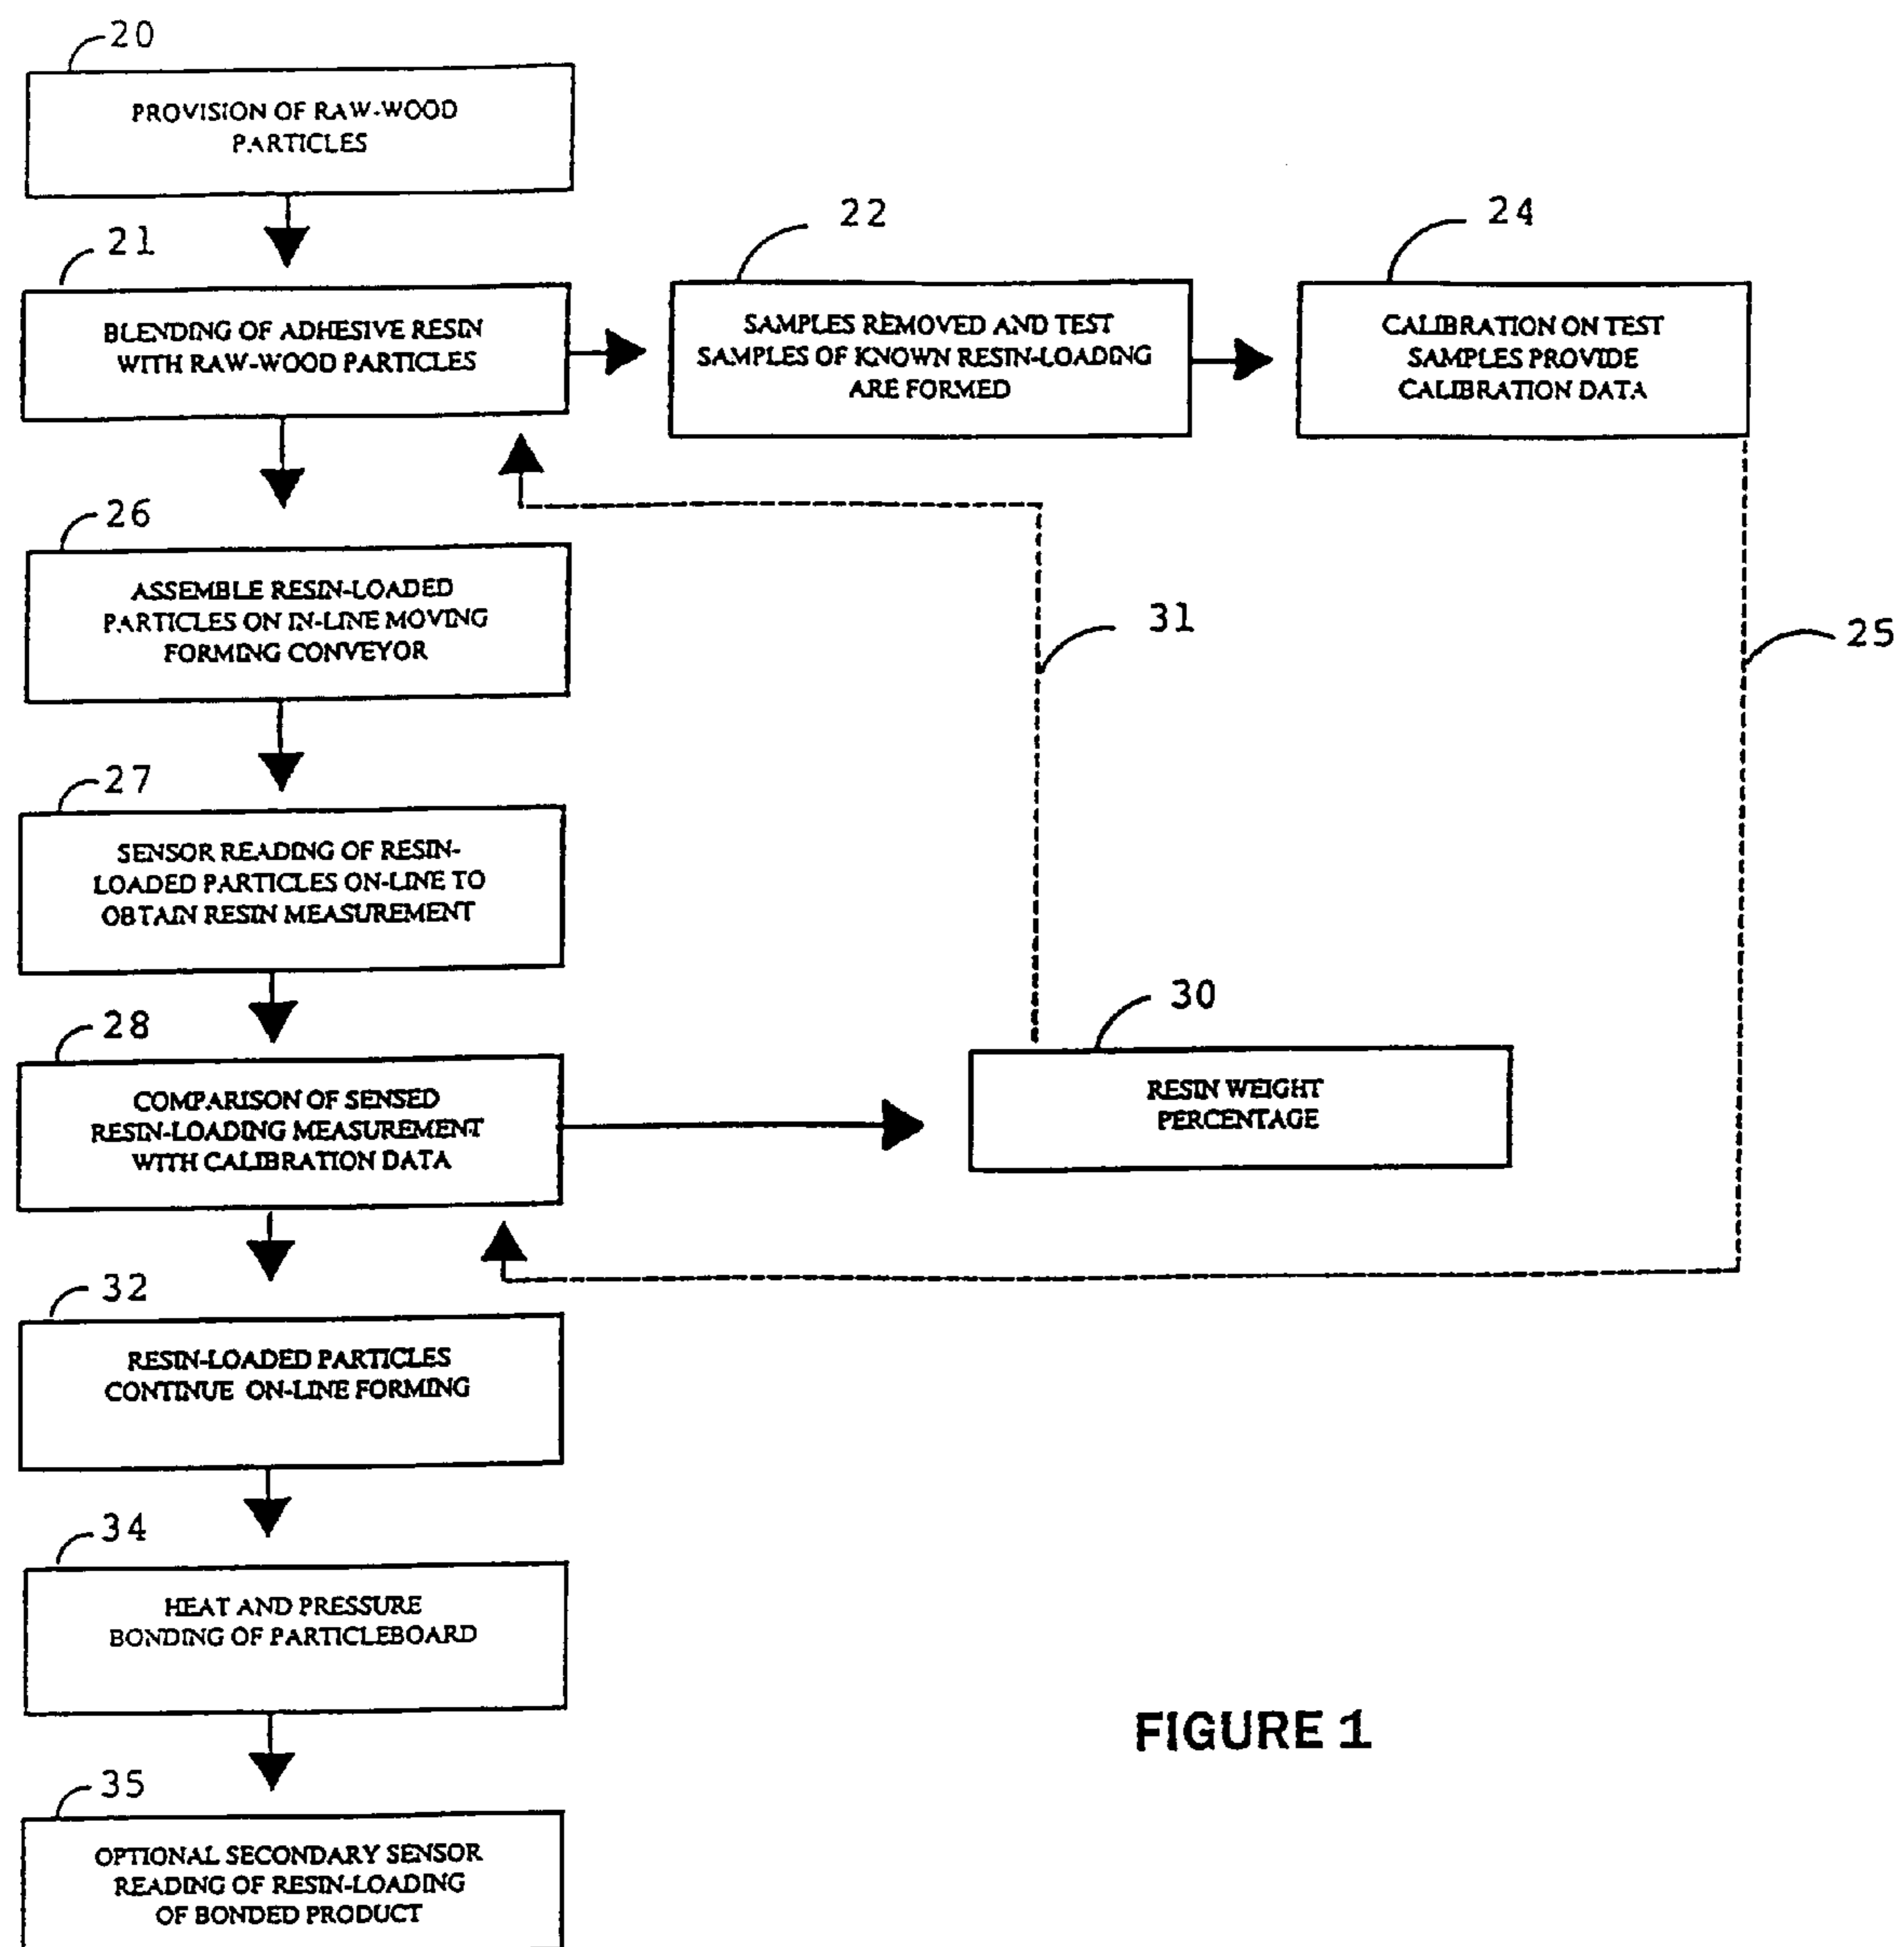 20
PROVISION OF RAW-WOOD
PARTICLES
21
BLENDING OF ADHESIVE RESIN
WITH RAW-WOOD PARTICLES
22
SAMPLES REMOVED AND TEST
SAMPLES OF KNOWN RESIN-LOADING
ARE FORMED
24
CALIBRATION ON TEST
SAMPLES PROVIDE
CALIBRATION DATA
26
ASSEMBLE RESIN-LOADED
PARTICLES ON IN-LINE MOVING
FORMING CONVEYOR
31
25
27
SENSOR READING OF RESIN-
LOADED PARTICLES ON-LINE TO
OBTAIN RESIN MEASUREMENT
28
COMPARISON OF SENSED
RESIN-LOADING MEASUREMENT
WITH CALIBRATION DATA
30
RESIN WEIGHT
PERCENTAGE
32
RESIN-LOADED PARTICLES
CONTINUE ON-LINE FORMING
34
HEAT AND PRESSURE
BONDING OF PARTICLEBOARD
35
OPTIONAL SECONDARY SENSOR
READING OF RESIN-LOADING
OF BONDED PRODUCT
FIGURE 1